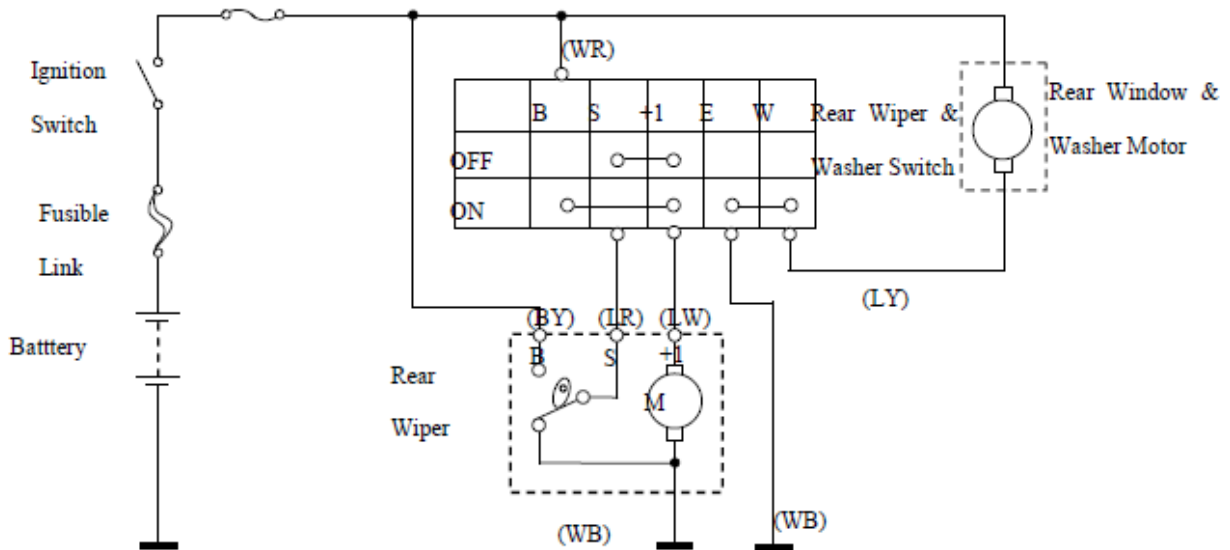 (WR)
Ignition
Switch
B S +1 E W
OFF
ON
Rear Wiper &
Washer Switch
Rear Window &
Washer Motor
Fusible
Link
(LY)
Batttery
(BY) (LR) (LW)
B S +1
Rear
Wiper
M
(WB)
(WB)